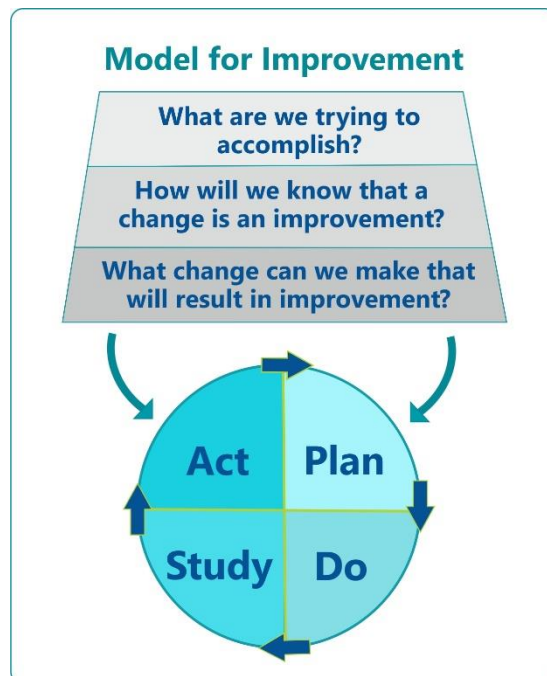 Model for Improvement
What are we trying to
accomplish?
How will we know that a
change is an improvement?
What change can we make that
will result in improvement?
Act
Plan
Study
Do